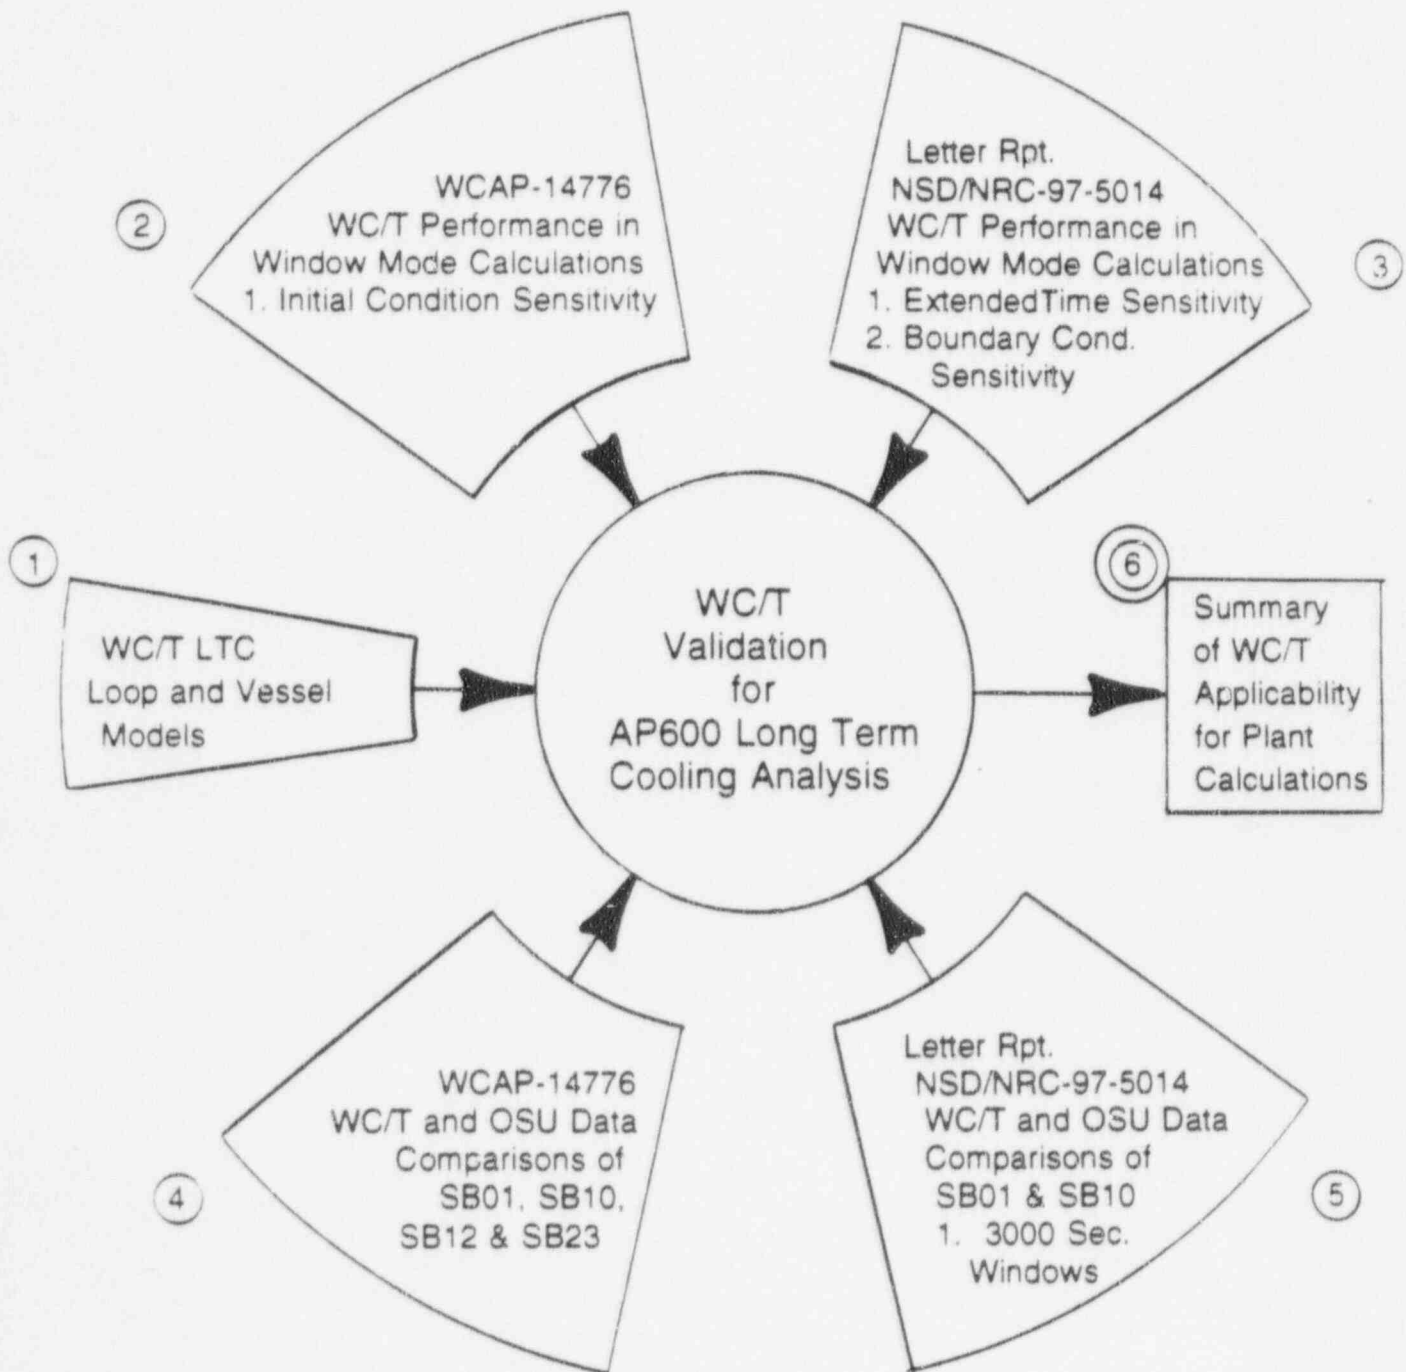 2
WCAP-14776
WC/T Performance in
Window Mode Calculations
1. Initial Condition Sensitivity
Letter Rpt.
NSD/NRC-97-5014
WC/T Performance in
Window Mode Calculations
1. ExtendedTime Sensitivity
2. Boundary Cond.
Sensitivity
3
1
WC/T LTC
Loop and Vessel
Models
WC/T
Validation
for
AP600 Long Term
Cooling Analysis
6
Summary
of WC/T
Applicability
for Plant
Calculations
4
WCAP-14776
WC/T and OSU Data
Comparisons of
SB01, SB10,
SB12 & SB23
Letter Rpt.
NSD/NRC-97-5014
WC/T and OSU Data
Comparisons of
SB01 & SB10
1. 3000 Sec.
Windows
5